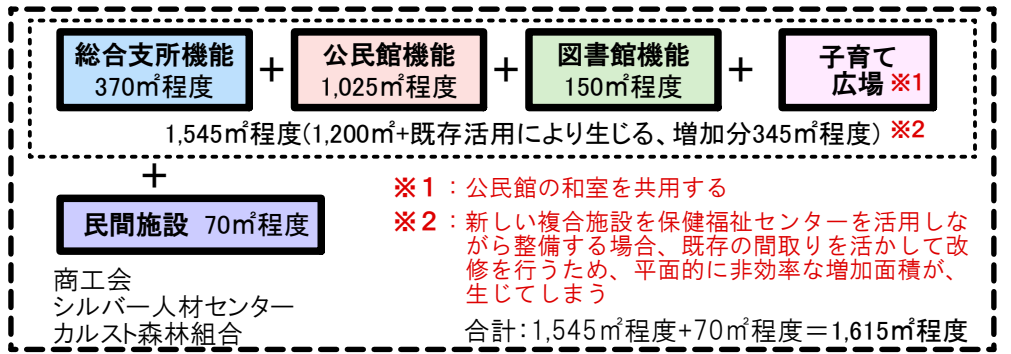 総合支所機能
370㎡程度
+
公民館機能
1,025㎡程度
+
図書館機能
150㎡程度
+
子育て
広場 ※1
1,545㎡程度(1,200㎡+既存活用により生じる、増加分345㎡程度) ※2
+
民間施設 70㎡程度
商工会
シルバー人材センター
カルスト森林組合
※1：公民館の和室を共用する
※2：新しい複合施設を保健福祉センターを活用しな
がら整備する場合、既存の間取りを活かして改
修を行うため、平面的に非効率な増加面積が、
生じてしまう
合計：1,545㎡程度+70㎡程度＝1,615㎡程度